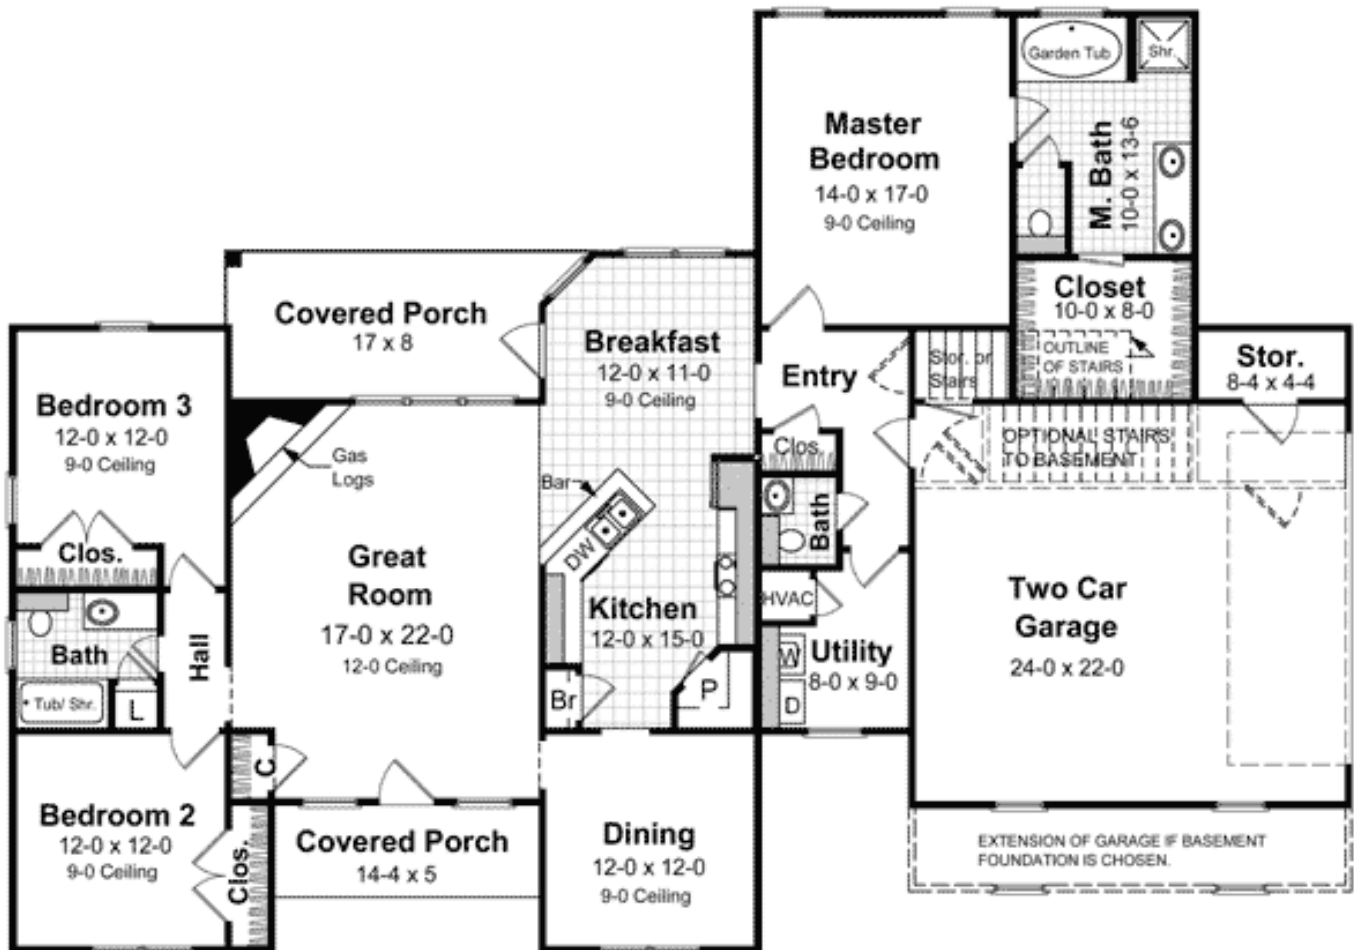 Garden Tub
Shr.
Master
Bedroom
14-0 x 17-0
9-0 Ceiling
M. Bath
10-0 x 13-6
Closet
10-0 x 8-0
OUTLINE
OF STAIRS
Covered Porch
17 x 8
Breakfast
12-0 x 11-0
9-0 Ceiling
Entry
Stor. or
Stairs
Stor.
8-4 x 4-4
Bedroom 3
12-0 x 12-0
9-0 Ceiling
Gas
Logs
Bar
Clos.
OPTIONAL STAIRS
TO BASEMENT
Clos.
Great
Room
17-0 x 22-0
12-0 Ceiling
DW
Bath
Kitchen
12-0 x 15-0
HVAC
Two Car
Garage
24-0 x 22-0
Bath
Hall
Tub/ Shr.
L
Br
P
W
D
Utility
8-0 x 9-0
C
Bedroom 2
12-0 x 12-0
9-0 Ceiling
Clos.
Covered Porch
14-4 x 5
Dining
12-0 x 12-0
9-0 Ceiling
EXTENSION OF GARAGE IF BASEMENT
FOUNDATION IS CHOSEN.